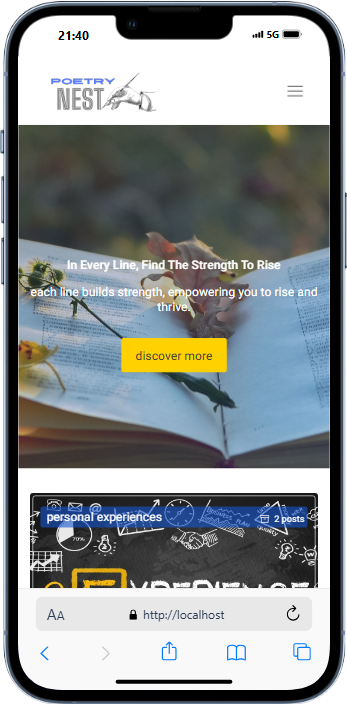 21:40
5G
POETRY
NEST
In Every Line, Find The Strength To Rise
each line builds strength, empowering you to rise and
thrive.
discover more
personal experiences
2 posts
70%
EXPERIENCE
AA
http://localhost